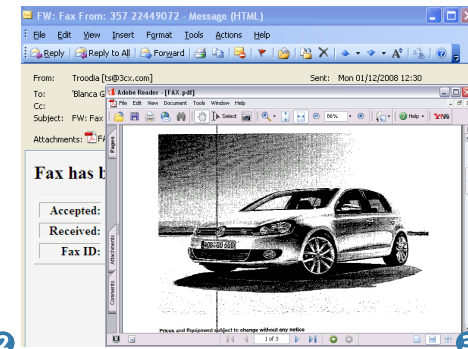 FW: Fax From: 357 22449072 - Message (HTML)
File Edit View Insert Format Tools Actions Help
Reply Reply to All Forward
From: Troodia [ts@3cx.com] Sent: Mon 01/12/2008 12:30
To: 'Blanca G
Cc:
Subject: FW: Fax
Attachments: FA
Adobe Reader - [FAX.pdf]
File Edit View Document Tools Window Help
Select 86% Help
Pages
Attachments
Comments
Fax has b
Accepted:
Received:
Fax ID:
Prices and Equipment subject to change without any notice
1 of 3
2